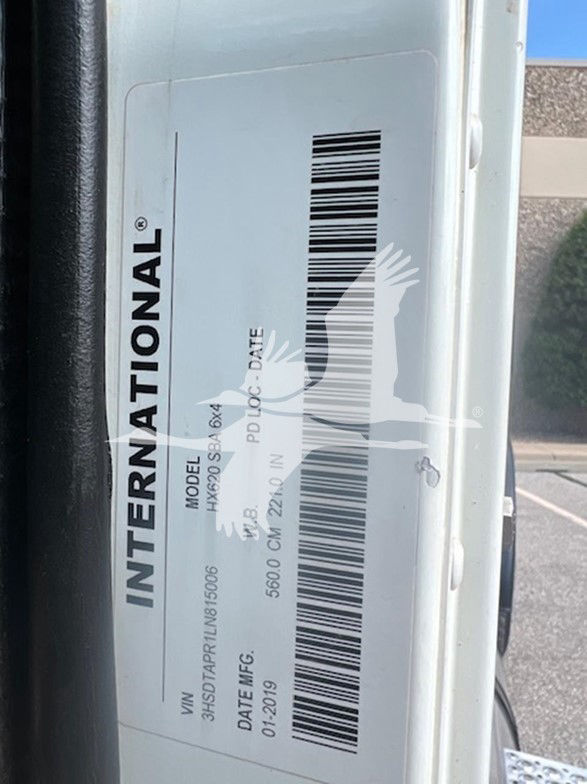 INTERNATIONAL®
VIN MODEL
3HSDTAPR1LN815006 HX620 SBA 6x4
DATE MFG. W.B. PD LOC - DATE
01-2019 560.0 CM 221.0 IN
®